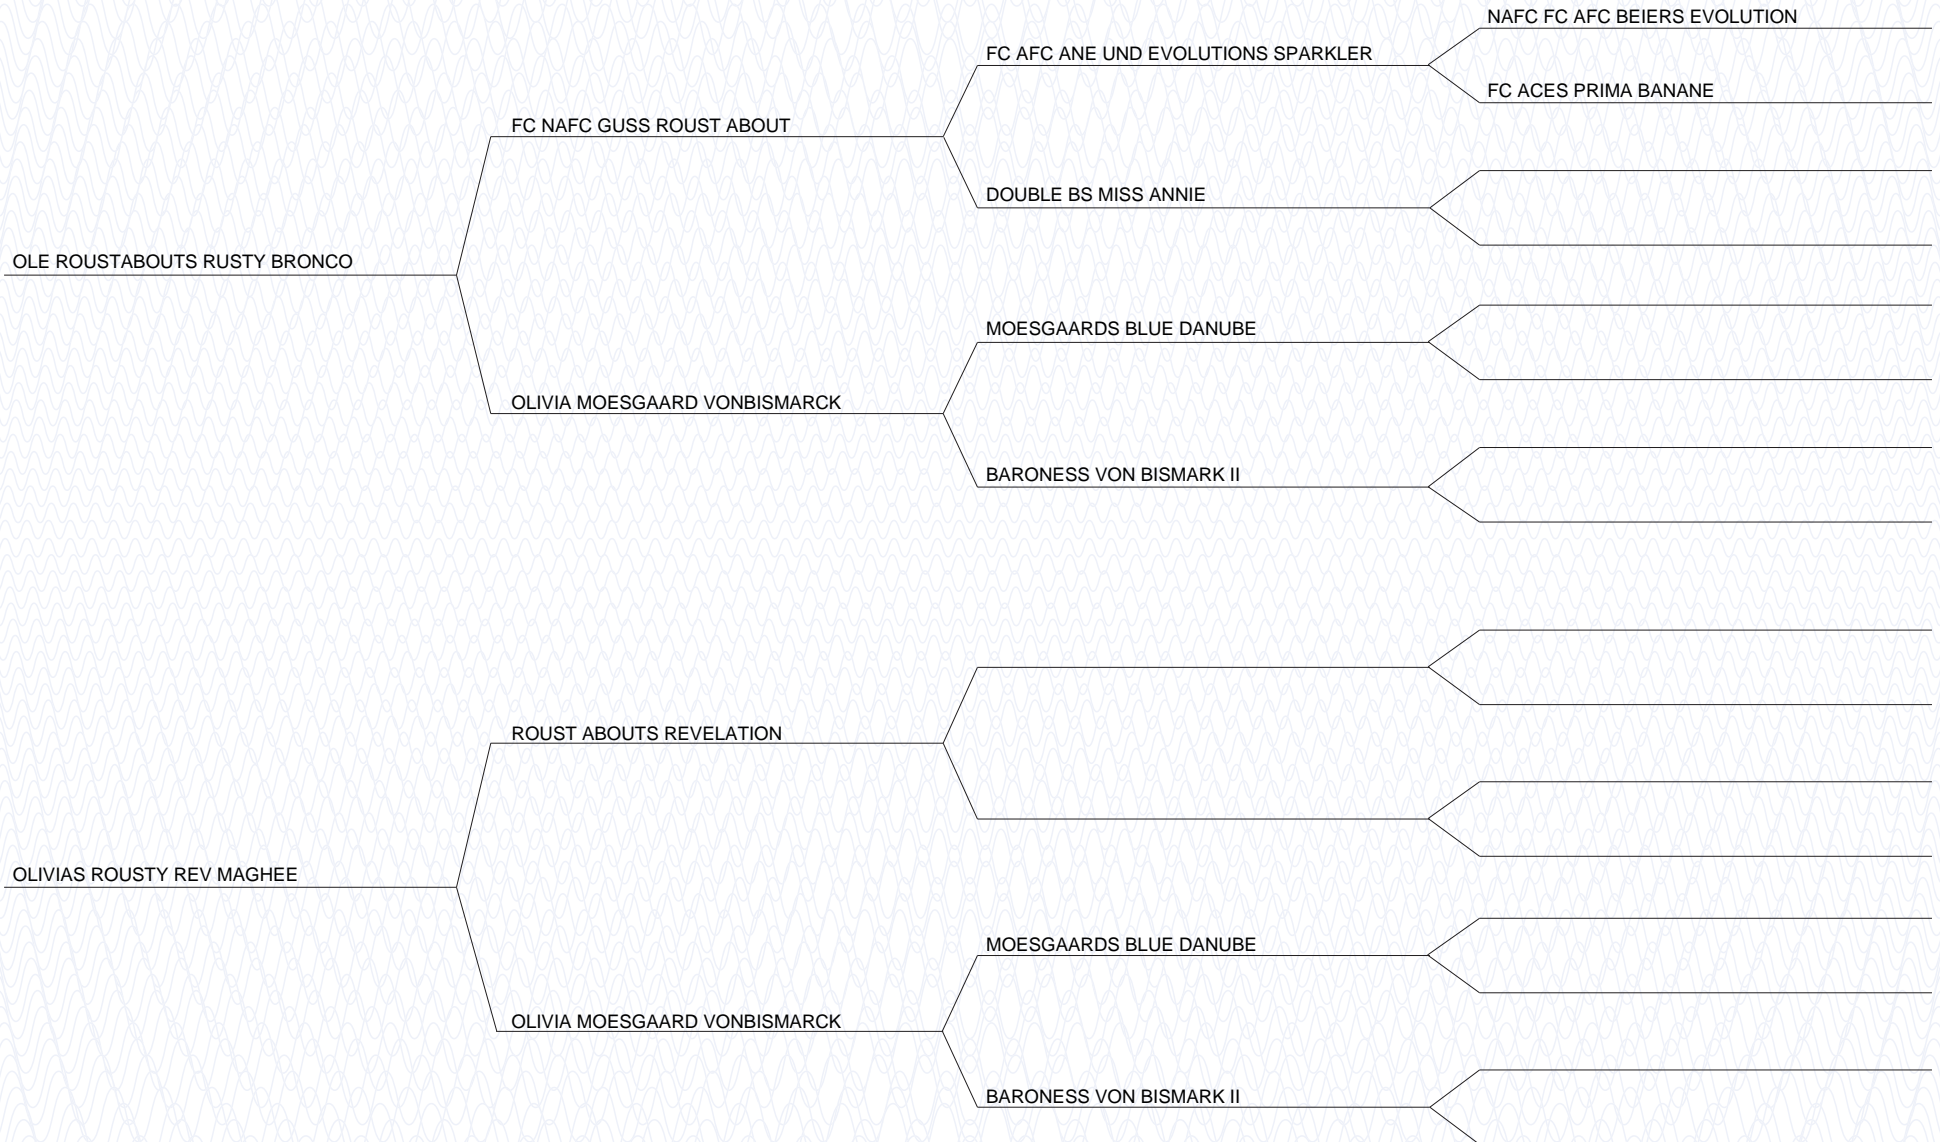 NAFC FC AFC BEIERS EVOLUTION
FC AFC ANE UND EVOLUTIONS SPARKLER
FC ACES PRIMA BANANE
FC NAFC GUSS ROUST ABOUT
DOUBLE BS MISS ANNIE
OLE ROUSTABOUTS RUSTY BRONCO
MOESGAARDS BLUE DANUBE
OLIVIA MOESGAARD VONBISMARCK
BARONESS VON BISMARK II
ROUST ABOUTS REVELATION
OLIVIAS ROUSTY REV MAGHEE
MOESGAARDS BLUE DANUBE
OLIVIA MOESGAARD VONBISMARCK
BARONESS VON BISMARK II